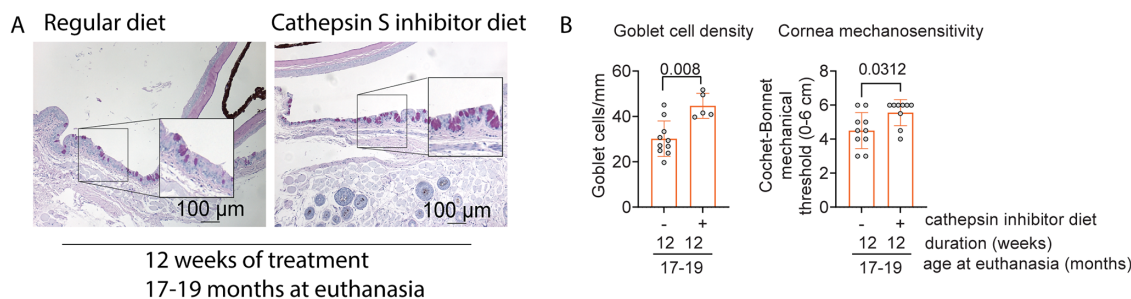 A
Regular diet
Cathepsin S inhibitor diet
100 µm
100 µm
12 weeks of treatment
17-19 months at euthanasia
B
Goblet cell density
Goblet cells/mm
60
40
20
0
0.008
- +
12 12
17-19
Cornea mechanosensitivity
Cochet-Bonnet
mechanical
threshold (0-6 cm)
8
6
4
2
0
0.0312
- +
12 12
17-19
cathepsin inhibitor diet
duration (weeks)
age at euthanasia (months)